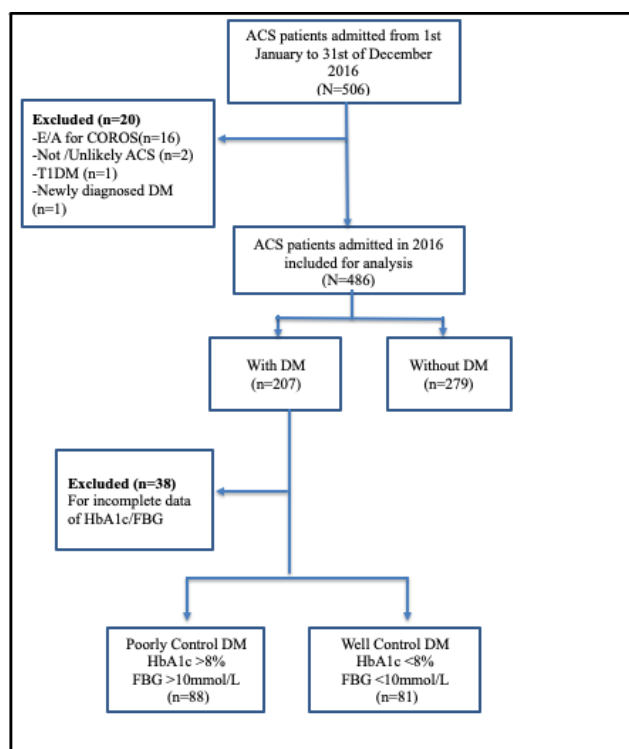 ACS patients admitted from 1st
January to 31st of December
2016
(N=506)
Excluded (n=20)
-E/A for COROS(n=16)
-Not /Unlikely ACS (n=2)
-T1DM (n=1)
-Newly diagnosed DM
(n=1)
ACS patients admitted in 2016
included for analysis
(N=486)
With DM
(n=207)
Without DM
(n=279)
Excluded (n=38)
For incomplete data
of HbA1c/FBG
Poorly Control DM
HbA1c >8%
FBG >10mmol/L
(n=88)
Well Control DM
HbA1c <8%
FBG <10mmol/L
(n=81)